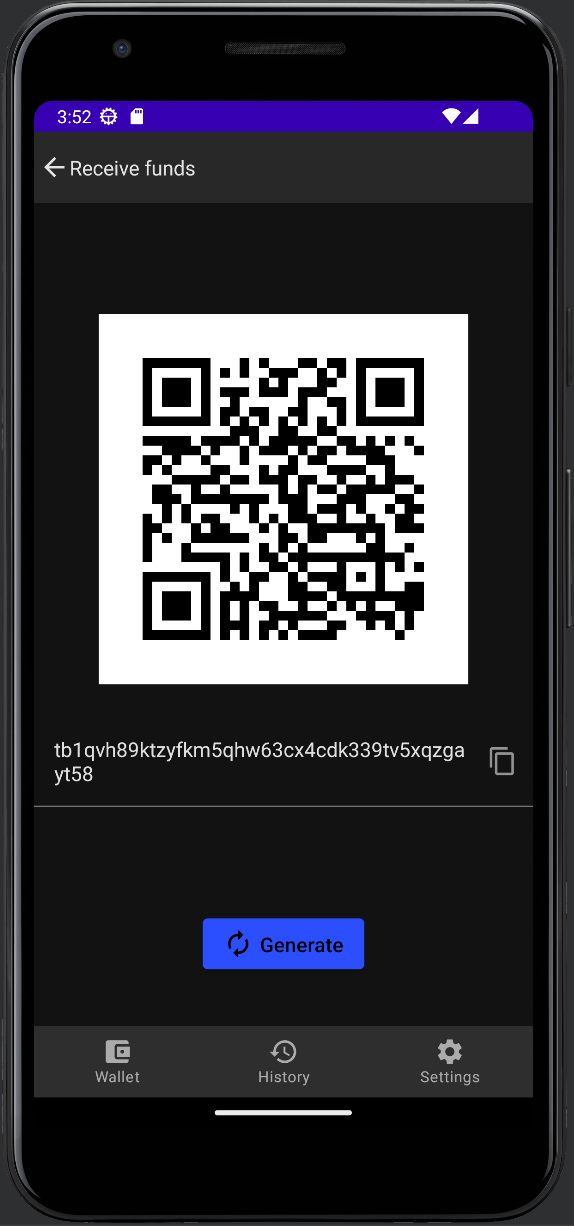 3:52
Receive funds
tb1qvh89ktzyfkm5qhw63cx4cdk339tv5xqzga
yt58
Generate
Wallet
History
Settings